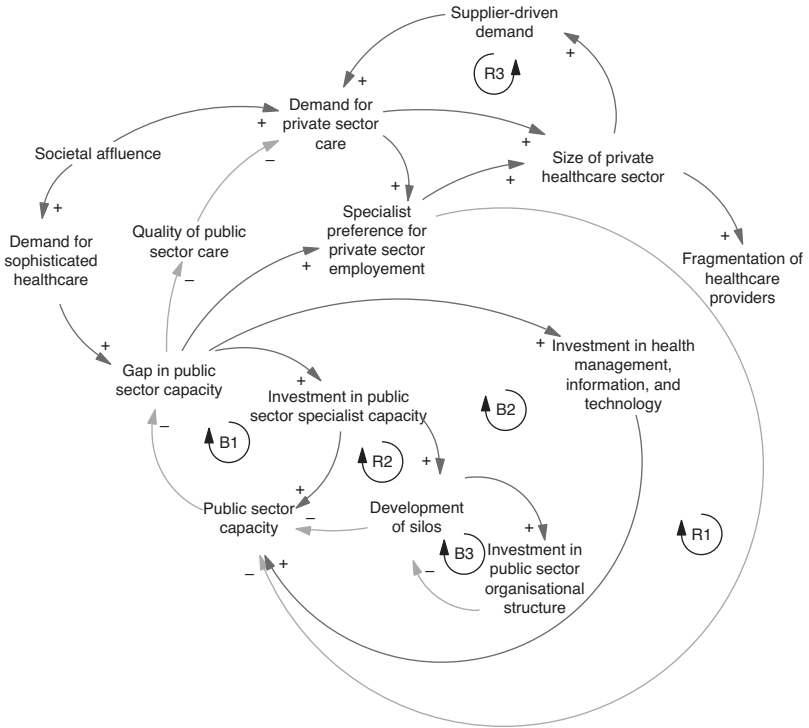 Supplier-driven
demand
+
+
R3
Demand for
private sector
care
+
+
–
Societal affluence
Size of private
healthcare sector
+
+
+
Specialist
preference for
private sector
employement
+
+
Demand for
sophisticated
healthcare
Quality of public
sector care
–
+
Fragmentation of
healthcare
providers
+
Gap in public
sector capacity
–
+
Investment in health
management,
information, and
technology
+
Investment in public
sector specialist capacity
B1
B2
R2
+
+
Public sector
capacity
–
Development
of silos
+
B3
–
Investment in
public sector
organisational
structure
R1
–
+